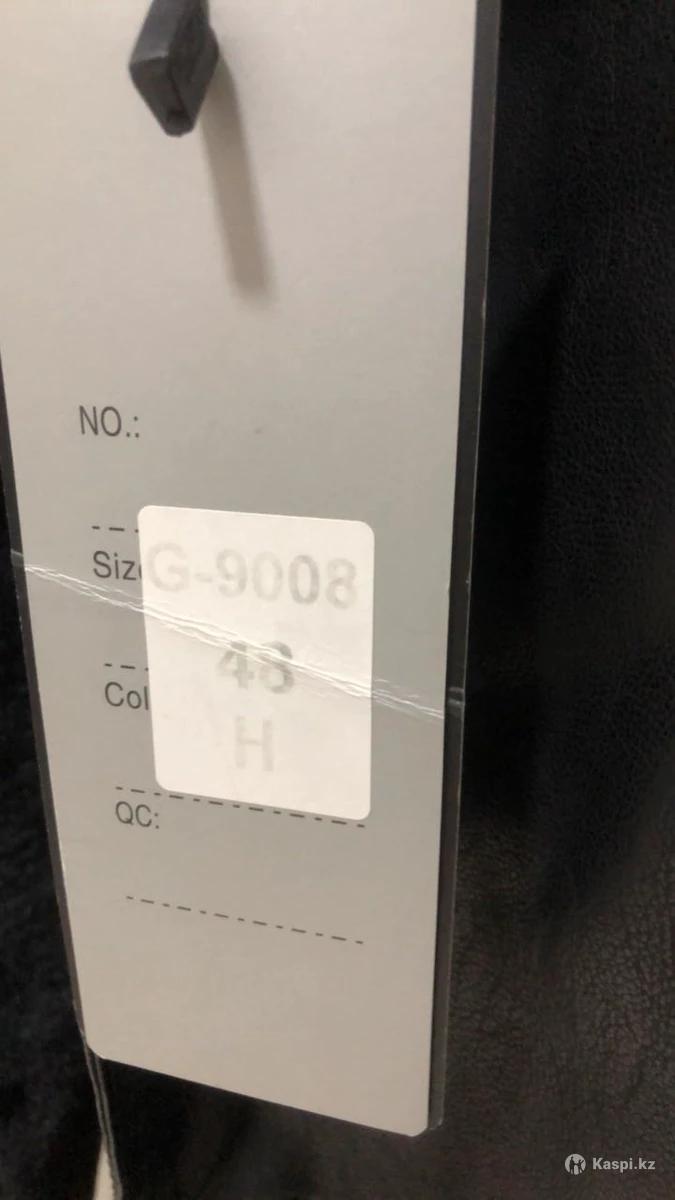 NO.:
Siz
G-9008
48
Col
H
QC:
Kaspi.kz